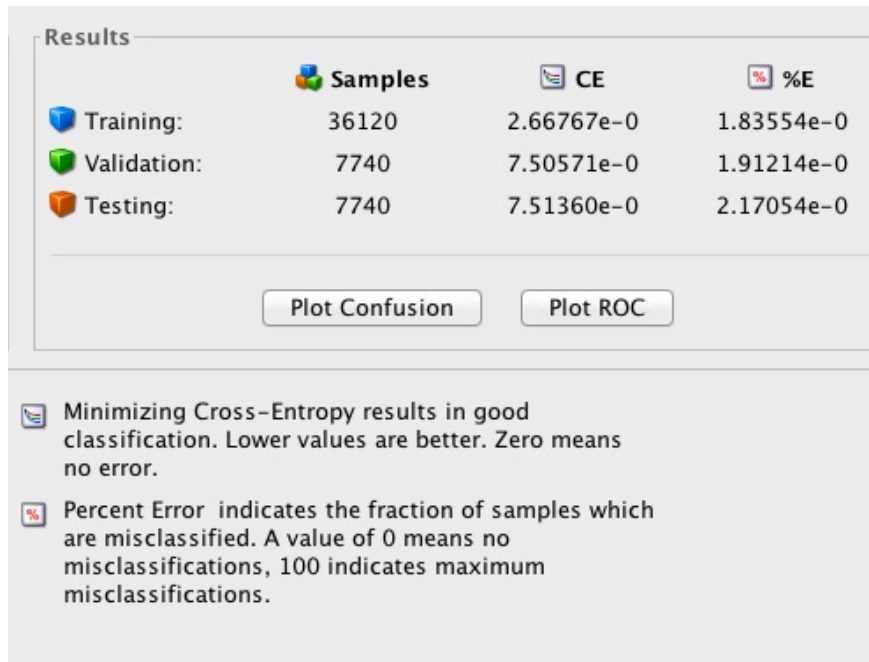 Results
Samples CE %E
Training: 36120 2.66767e-0 1.83554e-0
Validation: 7740 7.50571e-0 1.91214e-0
Testing: 7740 7.51360e-0 2.17054e-0
Plot Confusion Plot ROC
Minimizing Cross-Entropy results in good
classification. Lower values are better. Zero means
no error.
Percent Error indicates the fraction of samples which
are misclassified. A value of 0 means no
misclassifications, 100 indicates maximum
misclassifications.